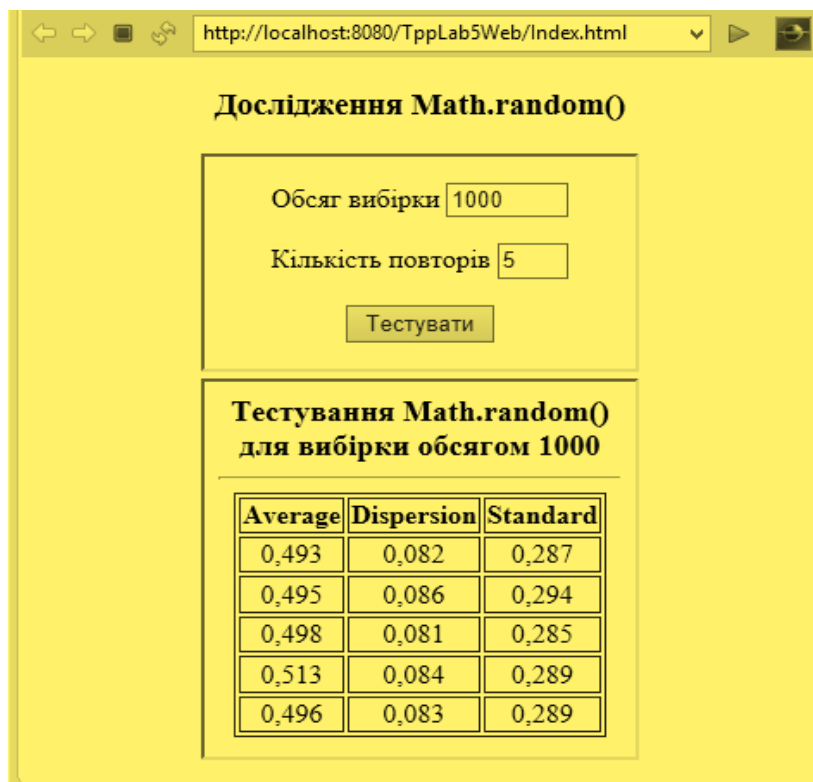 http://localhost:8080/TppLab5Web/Index.html
Дослідження Math.random()
Обсяг вибірки 1000
Кількість повторів 5
Тестувати
Тестування Math.random()
для вибірки обсягом 1000
Average Dispersion Standard
0,493 0,082 0,287
0,495 0,086 0,294
0,498 0,081 0,285
0,513 0,084 0,289
0,496 0,083 0,289